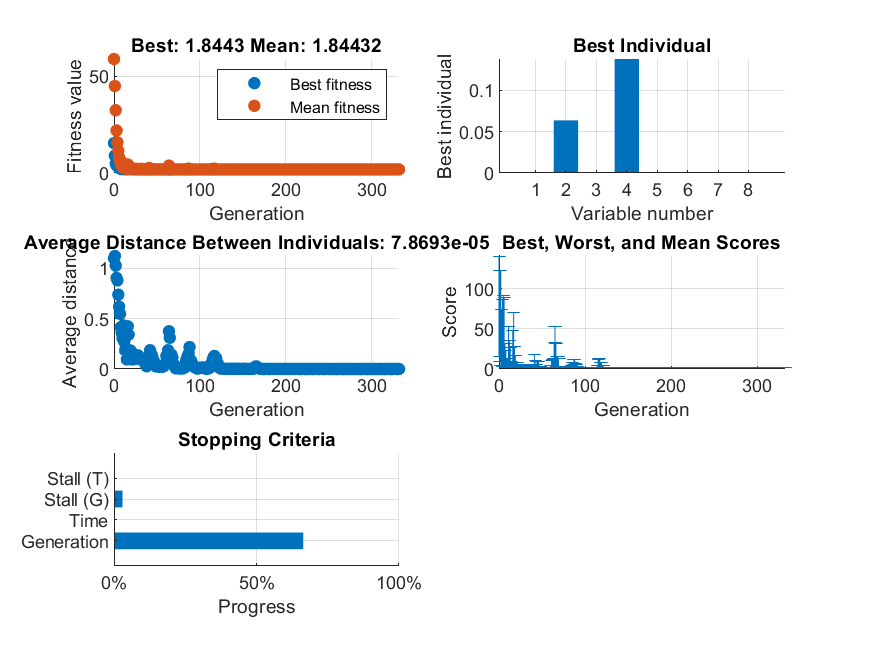 Best: 1.8443 Mean: 1.84432
Fitness value
50
0
Best fitness
Mean fitness
0 100 200 300
Generation
Best Individual
Best individual
0.1
0.05
0
1 2 3 4 5 6 7 8
Variable number
Average Distance Between Individuals: 7.8693e-05
Average distance
1
0.5
0
0 100 200 300
Generation
Best, Worst, and Mean Scores
Score
100
50
0
0 100 200 300
Generation
Stopping Criteria
Stall (T)
Stall (G)
Time
Generation
0% 50% 100%
Progress